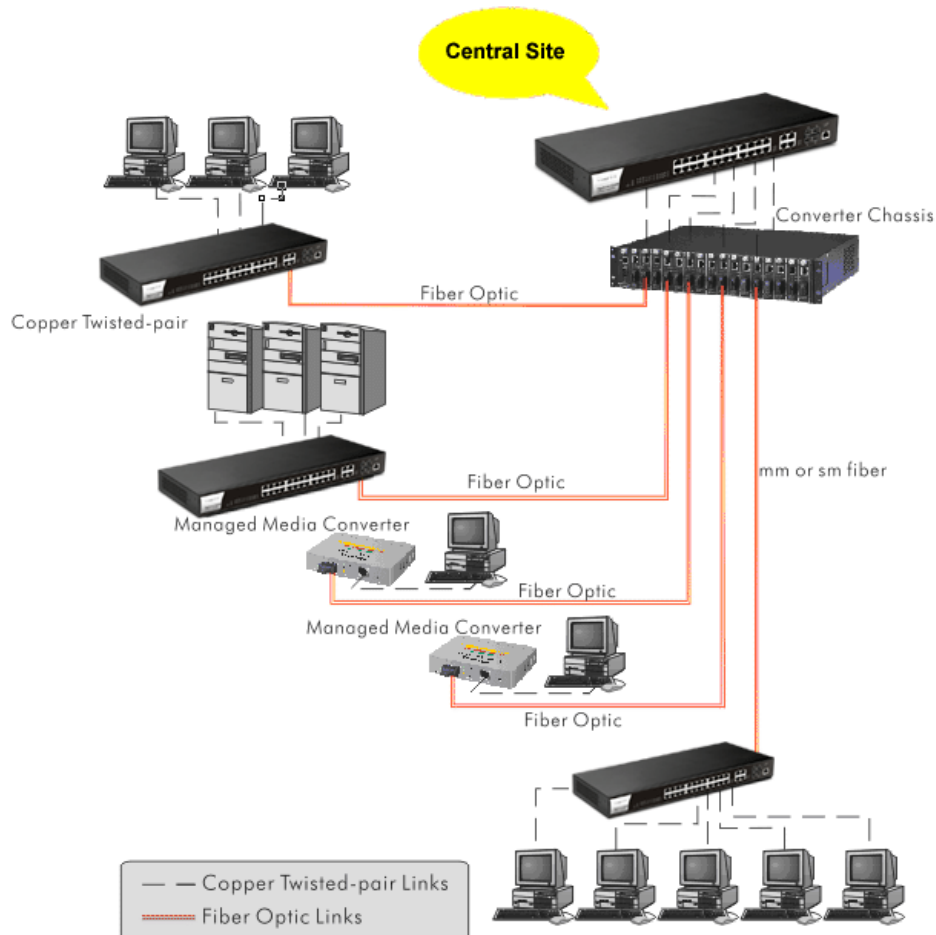 Central Site
Converter Chassis
Fiber Optic
Copper Twisted-pair
Fiber Optic
mm or sm fiber
Managed Media Converter
Fiber Optic
Managed Media Converter
Fiber Optic
Copper Twisted-pair Links
Fiber Optic Links